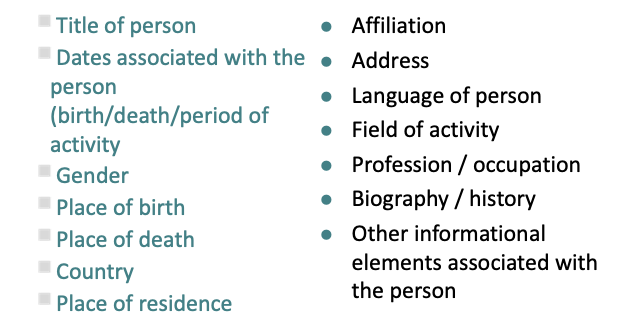 Title of person
Dates associated with the
person
(birth/death/period of
activity
Gender
Place of birth
Place of death
Country
Place of residence
Affiliation
Address
Language of person
Field of activity
Profession / occupation
Biography / history
Other informational
elements associated with
the person